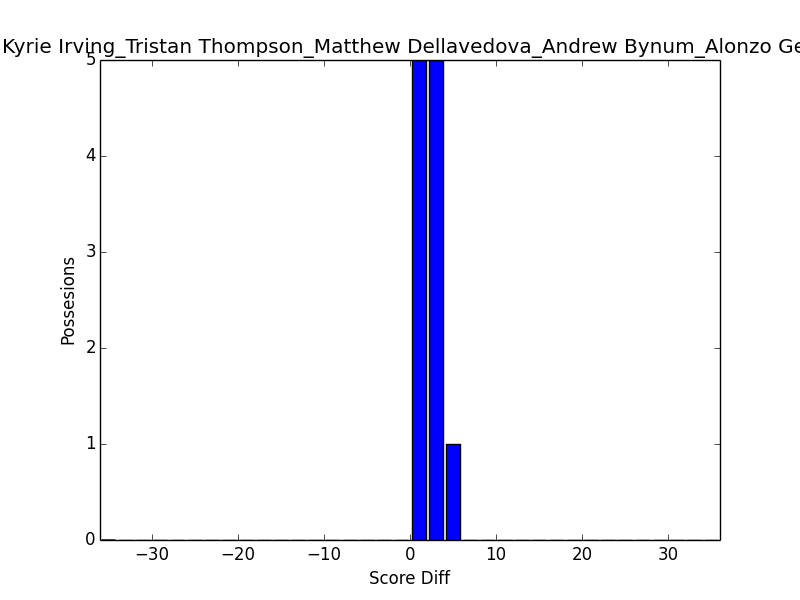 Kyrie Irving_Tristan Thompson_Matthew Dellavedova_Andrew Bynum_Alonzo Ge
5
4
3
2
1
0
Possesions
−30 −20 −10 0 10 20 30
Score Diff